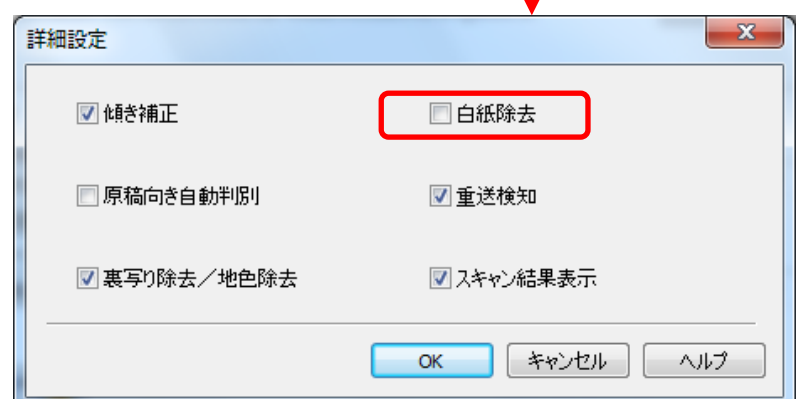 詳細設定
傾き補正 白紙除去
原稿向き自動判別 重送検知
裏写り除去／地色除去 スキャン結果表示
OK キャンセル ヘルプ